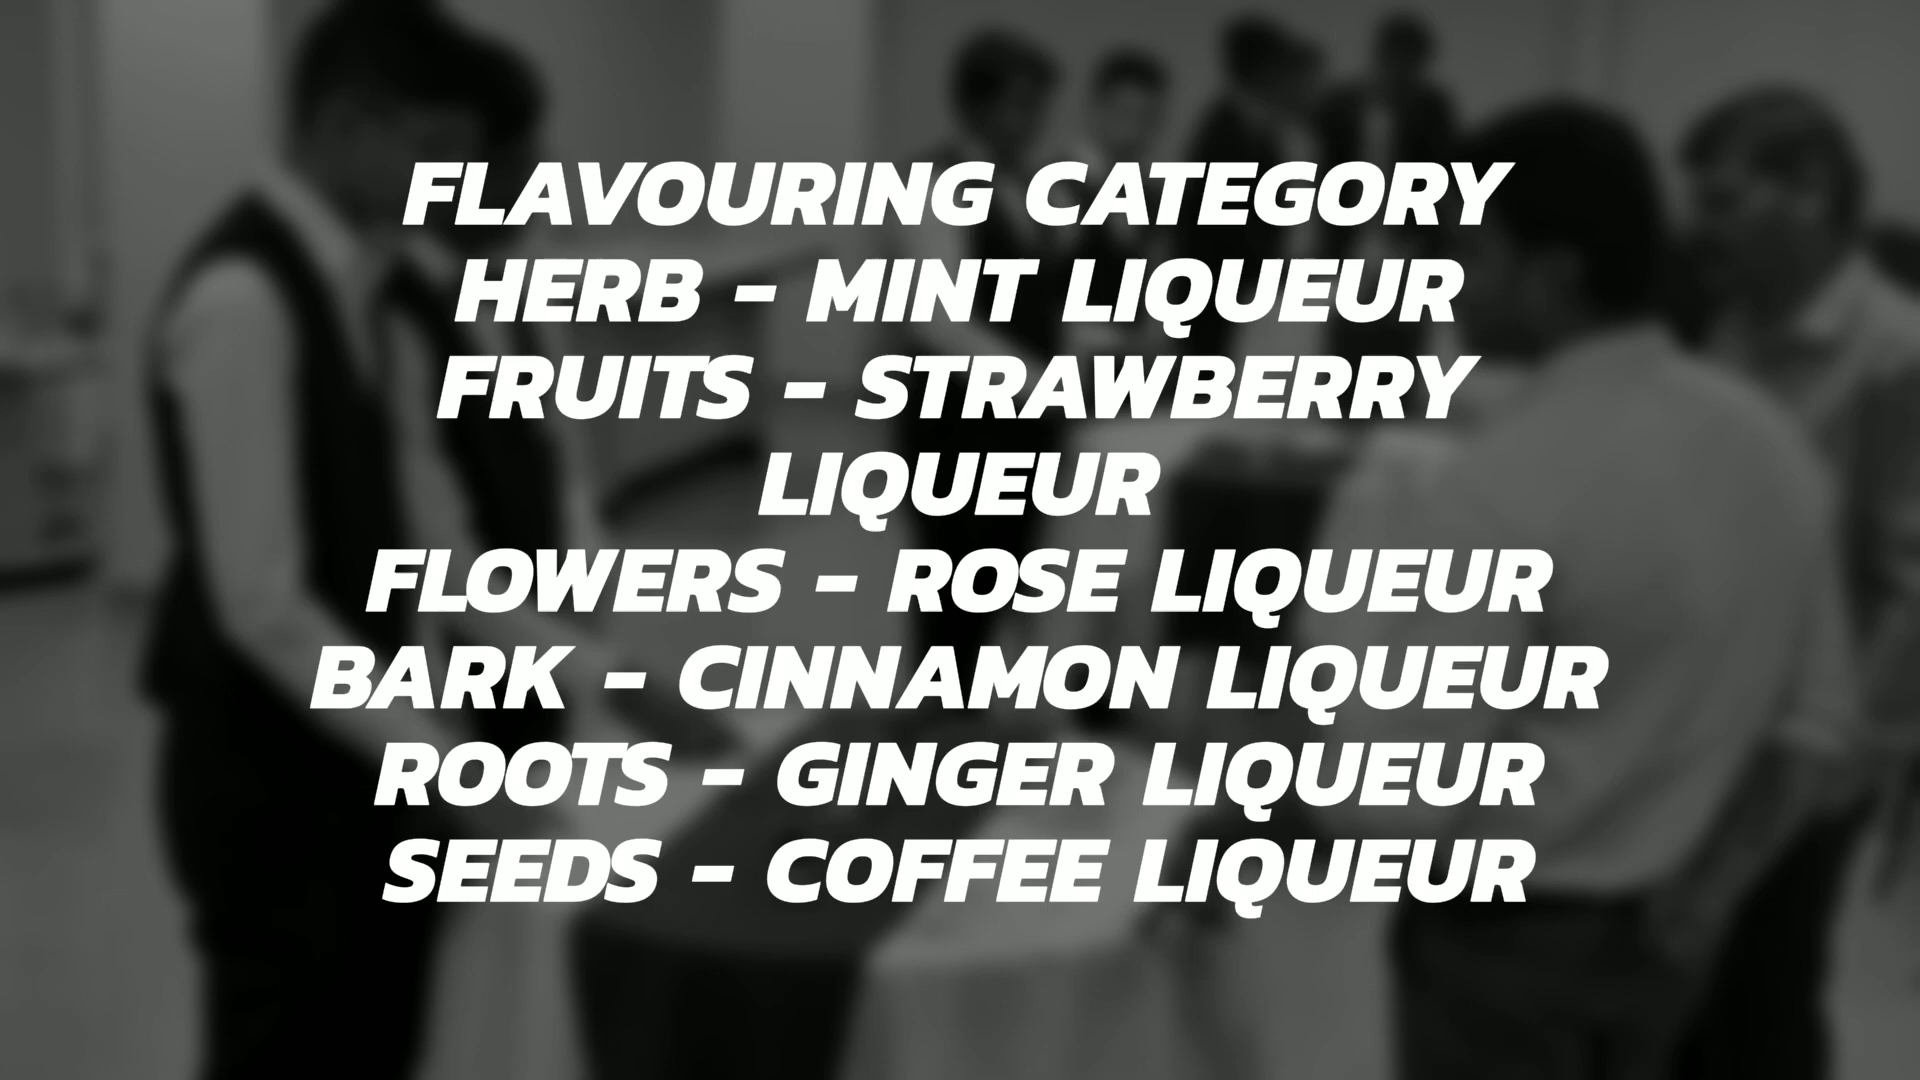 FLAVOURING CATEGORY
HERB - MINT LIQUEUR
FRUITS - STRAWBERRY
LIQUEUR
FLOWERS - ROSE LIQUEUR
BARK - CINNAMON LIQUEUR
ROOTS - GINGER LIQUEUR
SEEDS - COFFEE LIQUEUR